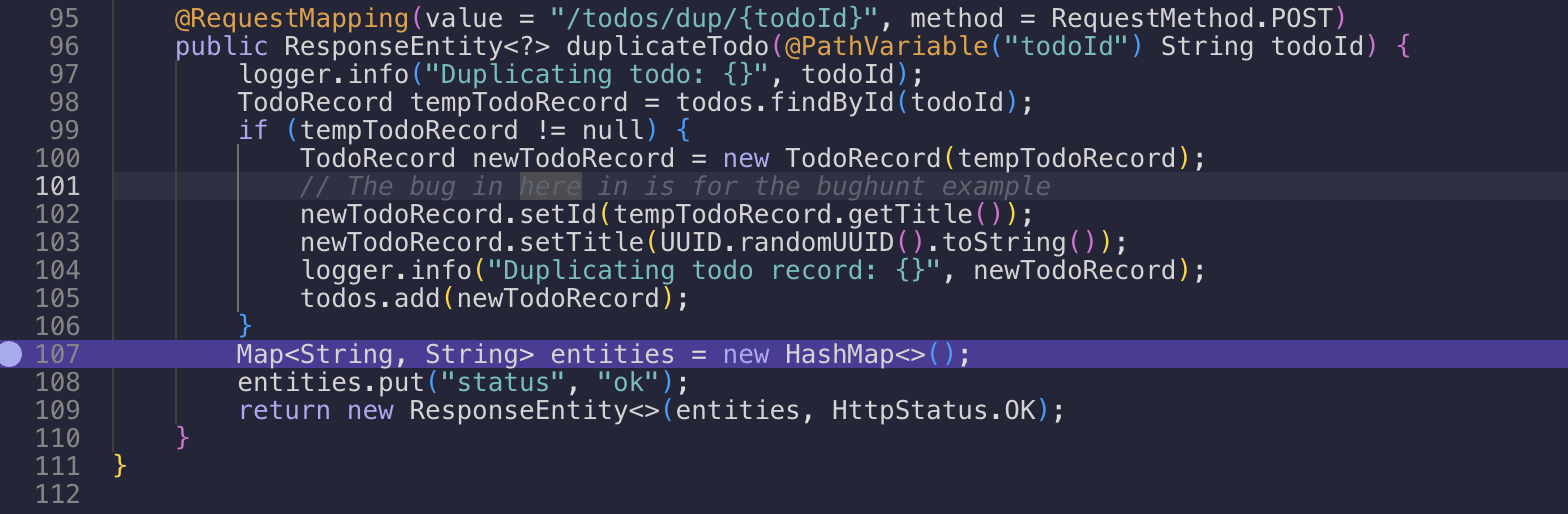 95 @RequestMapping(value = "/todos/dup/{todoId}", method = RequestMethod.POST)
96 public ResponseEntity<?> duplicateTodo(@PathVariable("todoId") String todoId) {
97 logger.info("Duplicating todo: {}", todoId);
98 TodoRecord tempTodoRecord = todos.findById(todoId);
99 if (tempTodoRecord != null) {
100 TodoRecord newTodoRecord = new TodoRecord(tempTodoRecord);
101 // The bug in here in is for the bughunt example
102 newTodoRecord.setId(tempTodoRecord.getTitle());
103 newTodoRecord.setTitle(UUID.randomUUID().toString());
104 logger.info("Duplicating todo record: {}", newTodoRecord);
105 todos.add(newTodoRecord);
106 }
107 Map<String, String> entities = new HashMap<>();
108 entities.put("status", "ok");
109 return new ResponseEntity<>(entities, HttpStatus.OK);
110 }
111 }
112